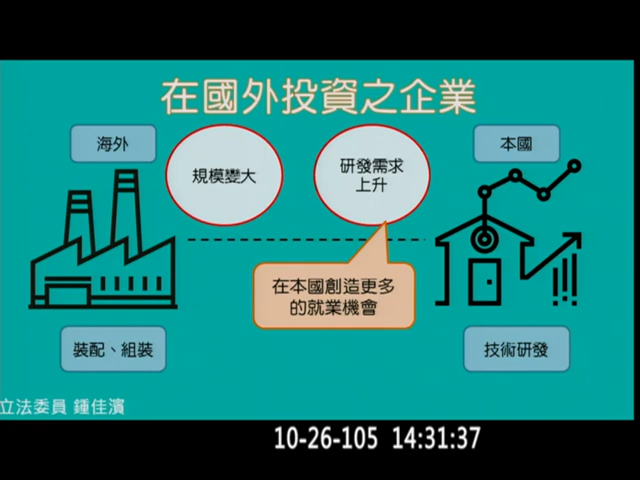 在國外投資之企業
海外
規模變大
研發需求
上升
本國
在本國創造更多
的就業機會
裝配、組裝
技術研發
立法委員 鍾佳濱
10-26-105 14:31:37